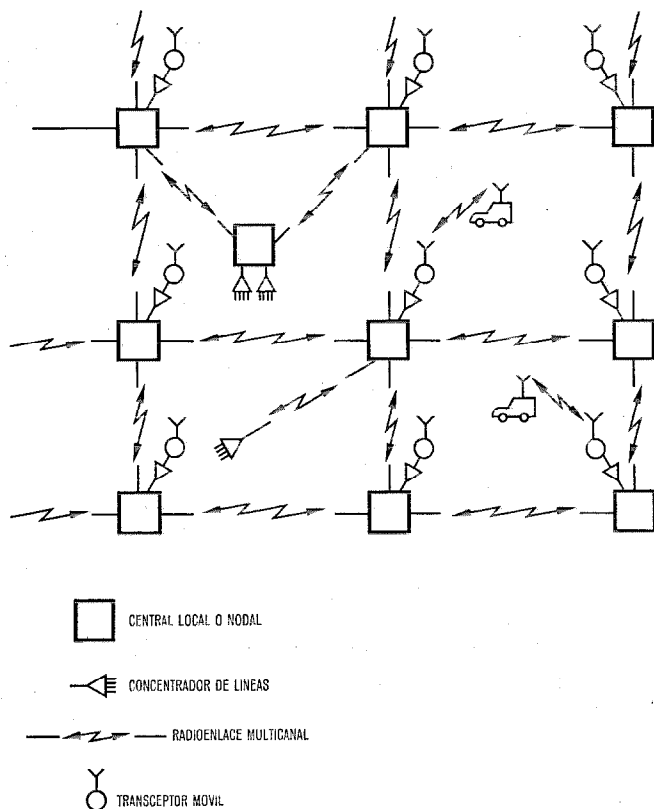 CENTRAL LOCAL O NODAL
CONCENTRADOR DE LINEAS
RADIOENLACE MULTICANAL
TRANSCEPTOR MOVIL